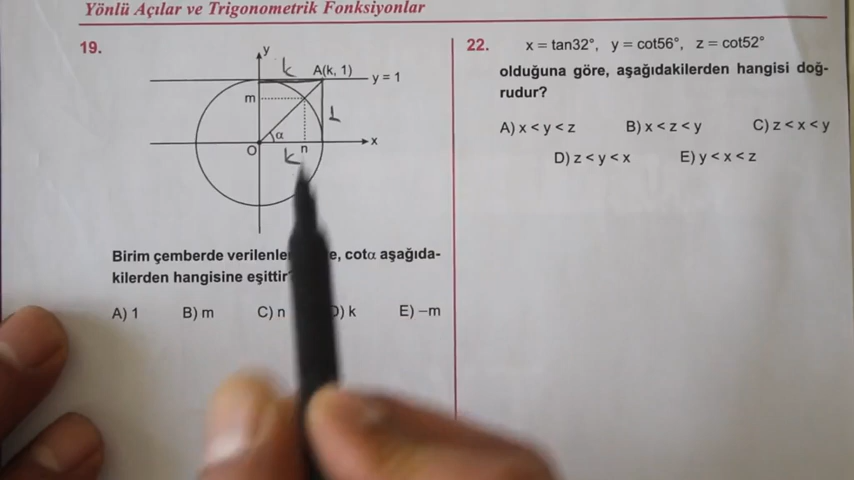 Yönlü Açılar ve Trigonometrik Fonksiyonlar
19.
y
k
A(k, 1)
y = 1
m
1
α
x
O
n
k
Birim çemberde verilenle e, cotα aşağıda-
kilerden hangisine eşittir
A) 1 B) m C) n D) k E) –m
22. x = tan32°, y = cot56°, z = cot52°
olduğuna göre, aşağıdakilerden hangisi doğ-
rudur?
A) x < y < z B) x < z < y C) z < x < y
D) z < y < x E) y < x < z